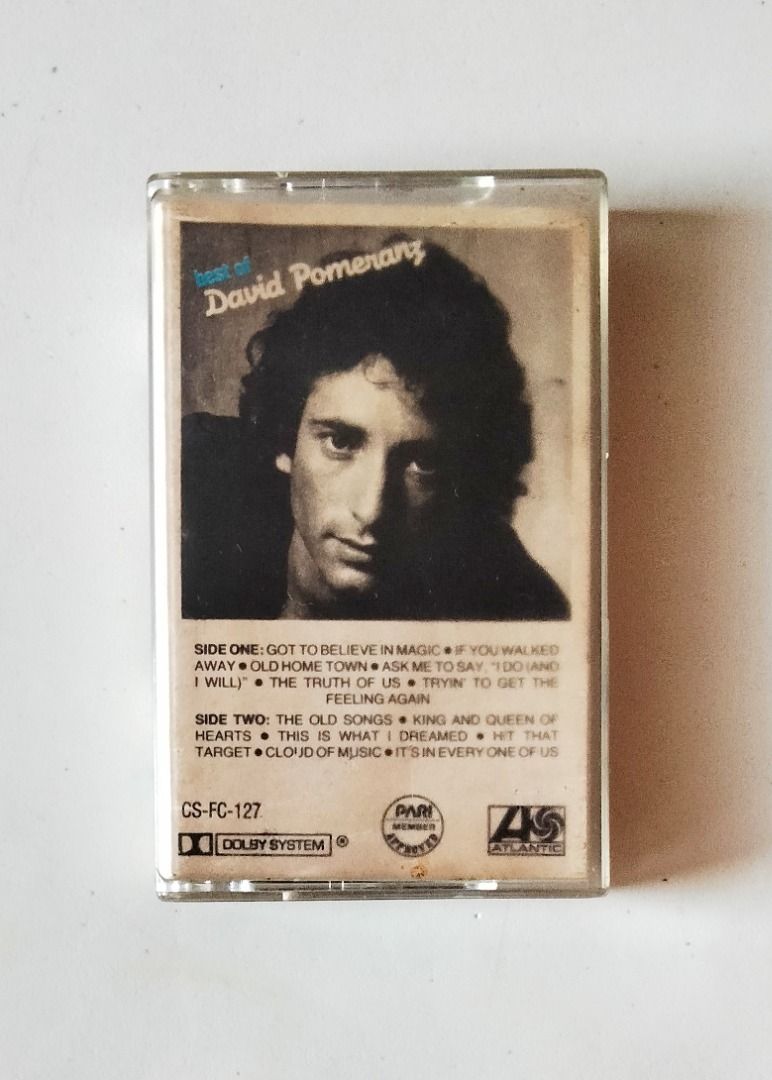 best of
David Pomeranz
SIDE ONE: GOT TO BELIEVE IN MAGIC ● IF YOU WALKED
AWAY ● OLD HOME TOWN ● ASK ME TO SAY, "I DO (AND
I WILL)" ● THE TRUTH OF US ● TRYIN' TO GET THE
FEELING AGAIN
SIDE TWO: THE OLD SONGS ● KING AND QUEEN OF
HEARTS ● THIS IS WHAT I DREAMED ● HIT THAT
TARGET ● CLOUD OF MUSIC ● IT'S IN EVERY ONE OF US
CS-FC-127
DOLBY SYSTEM ®
PARI
MEMBER
APPROVED
ATLANTIC